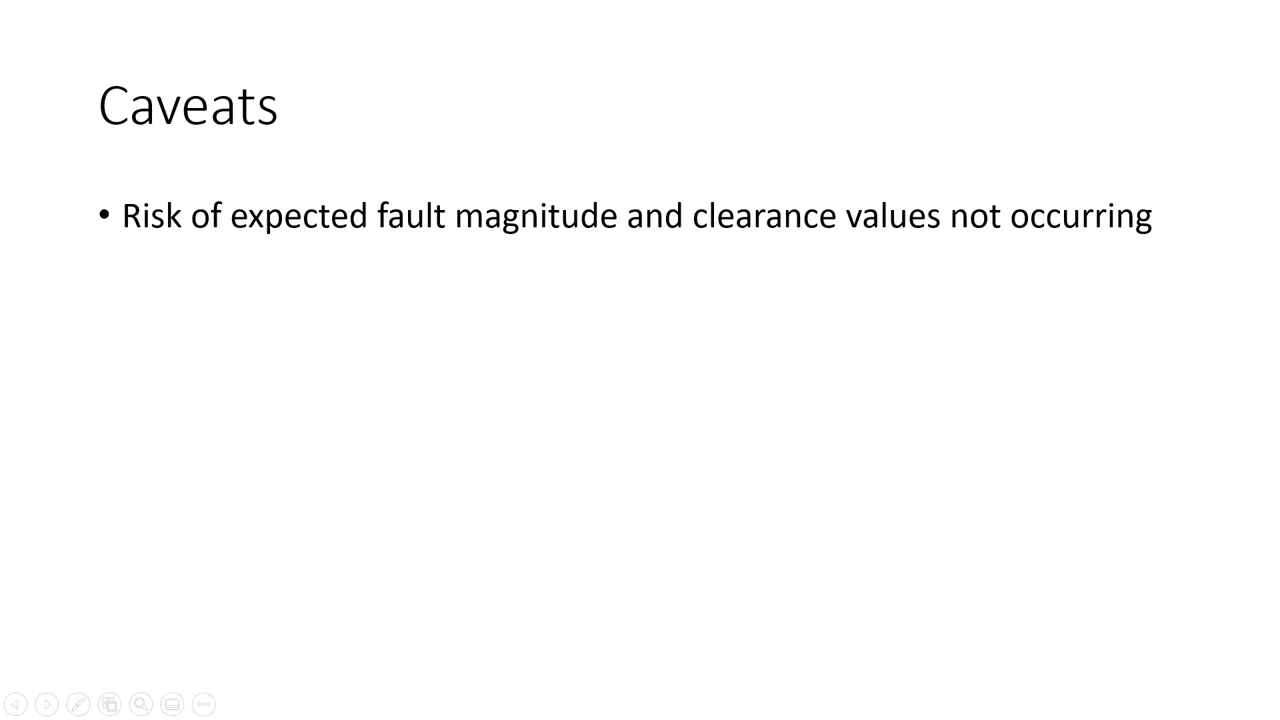 Caveats
• Risk of expected fault magnitude and clearance values not occurring